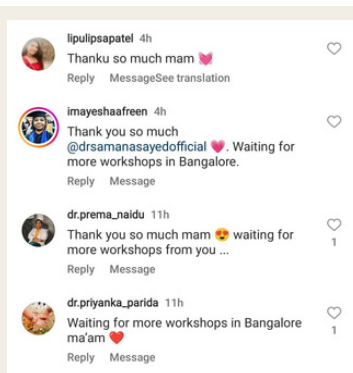 lipulipsapatel 4h
Thanku so much mam 💓
Reply MessageSee translation
imayeshaafreen 4h
Thank you so much
@drsamanasayedofficial 💗. Waiting for
more workshops in Bangalore.
Reply Message
dr.prema_naidu 11h
Thank you so much mam 😍 waiting for
more workshops from you ...
1
Reply Message
dr.priyanka_parida 11h
Waiting for more workshops in Bangalore
ma'am ❤️
1
Reply Message